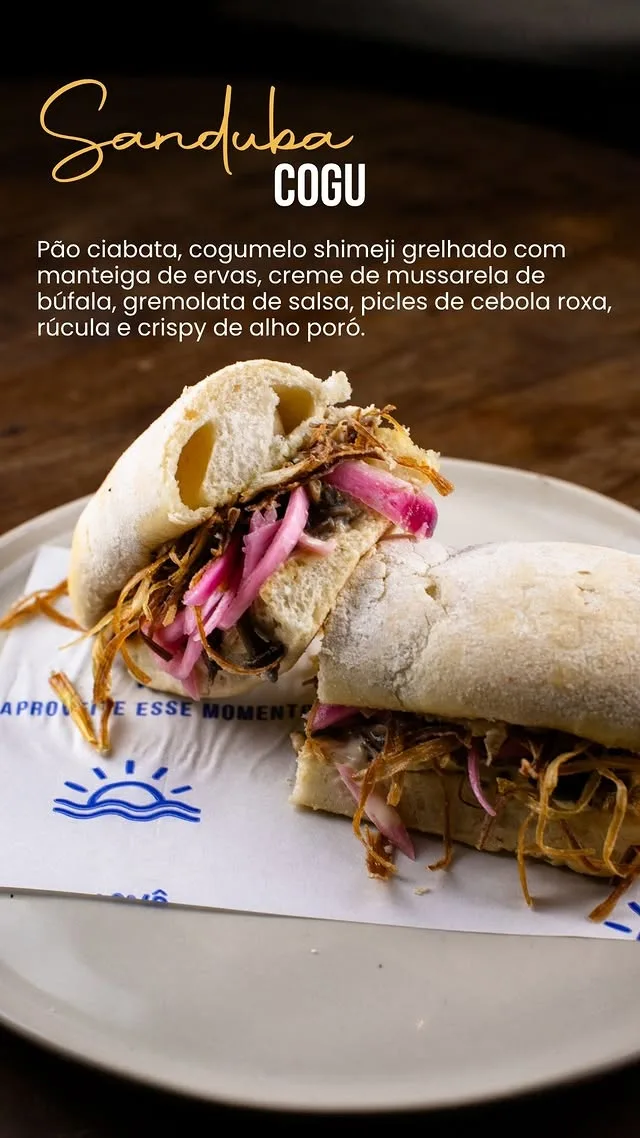 Sanduba
COGU
Pão ciabata, cogumelo shimeji grelhado com
manteiga de ervas, creme de mussarela de
búfala, gremolata de salsa, picles de cebola roxa,
rúcula e crispy de alho poró.
ESSE MOMENTO